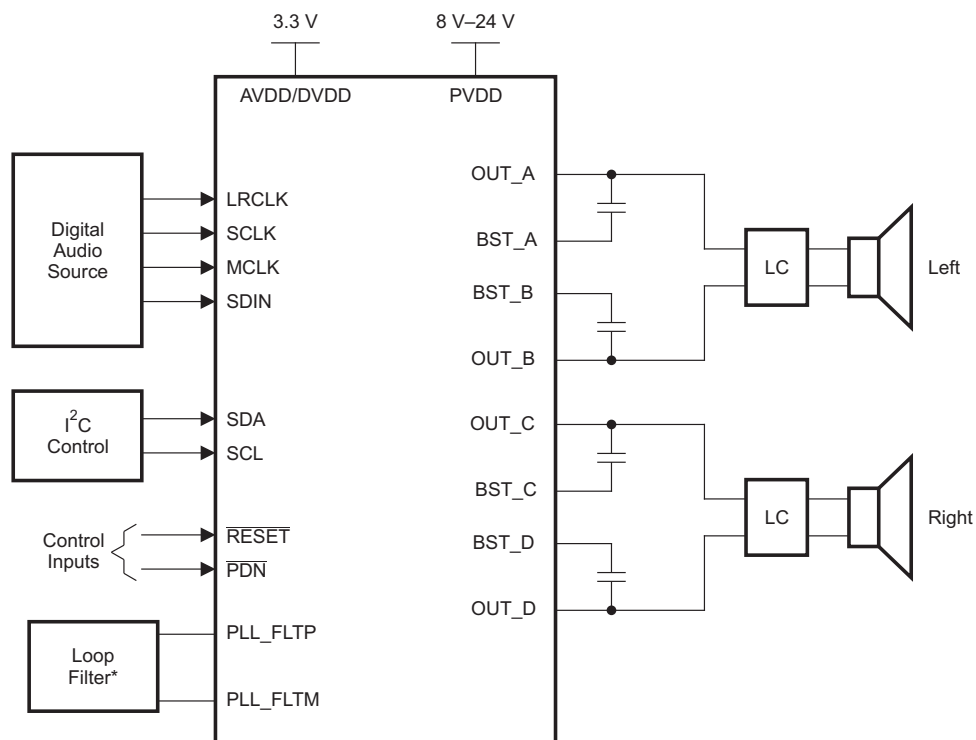 3.3 V
8 V–24 V
AVDD/DVDD
PVDD
Digital
Audio
Source
LRCLK
SCLK
MCLK
SDIN
I²C
Control
SDA
SCL
Control
Inputs
RESET
PDN
Loop
Filter*
PLL_FLTP
PLL_FLTM
OUT_A
BST_A
BST_B
OUT_B
LC
Left
OUT_C
BST_C
BST_D
OUT_D
LC
Right